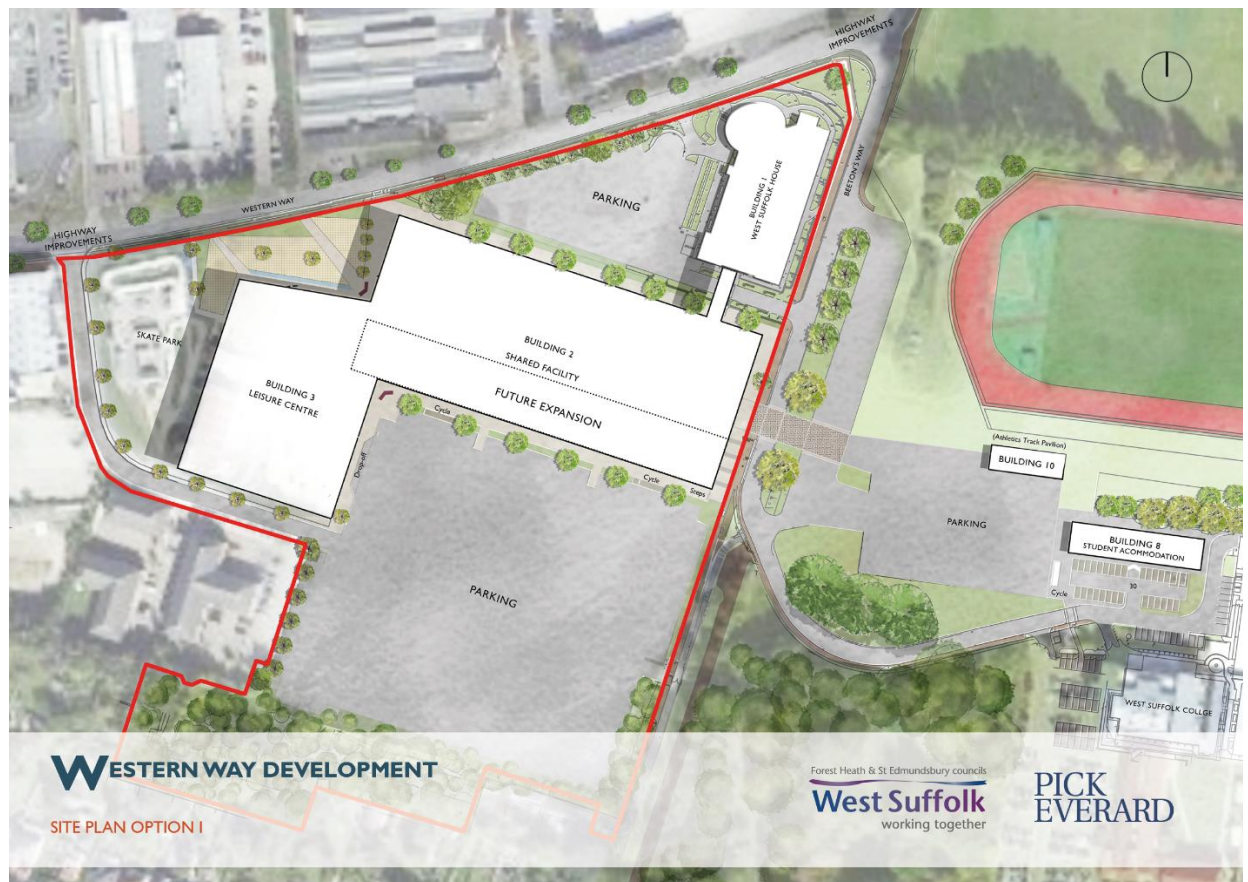 HIGHWAY
IMPROVEMENTS
WESTERN WAY
HIGHWAY
IMPROVEMENTS
PARKING
BUILDING 1
WEST SUFFOLK HOUSE
BEETON'S WAY
SKATE PARK
BUILDING 2
SHARED FACILITY
FUTURE EXPANSION
BUILDING 3
LEISURE CENTRE
Cycle
Drop-off
Cycle
Steps
(Athletics Track Pavilion)
BUILDING 10
PARKING
BUILDING 8
STUDENT ACOMMODATION
30
Cycle
PARKING
WEST SUFFOLK COLLGE
WESTERN WAY DEVELOPMENT
SITE PLAN OPTION 1
Forest Heath & St Edmundsbury councils
West Suffolk
working together
PICK
EVERARD